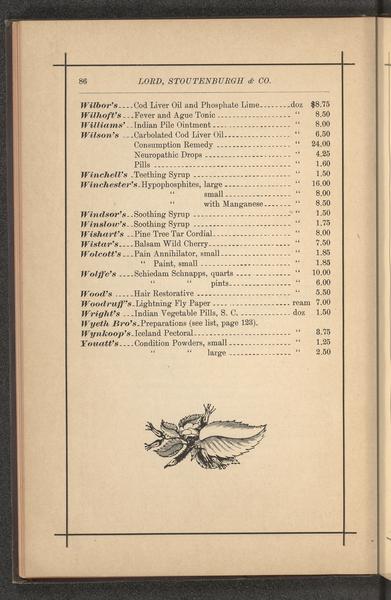 86 LORD, STOUTENBURGH & CO.
Wilbor's .... Cod Liver Oil and Phosphate Lime ........ doz $8.75
Wilhoft's ... Fever and Ague Tonic .................... " 8.50
Williams' .. Indian Pile Ointment .................... " 8.00
Wilson's .... Carbolated Cod Liver Oil .................... " 6.50
Consumption Remedy .................... " 24.00
Neuropathic Drops .................... " 4.25
Pills .................... " 1.60
Winchell's . Teething Syrup .................... " 1.50
Winchester's . Hypophosphites, large .................... " 16.00
" small .................... " 8.00
" with Manganese ....... " 8.50
Windsor's .. Soothing Syrup .................... " 1.50
Winslow's .. Soothing Syrup .................... " 1.75
Wishart's .. Pine Tree Tar Cordial .................... " 8.00
Wistar's .... Balsam Wild Cherry .................... " 7.50
Wolcott's ... Pain Annihilator, small .................... " 1.85
" Paint, small .................... " 1.85
Wolffe's .... Schiedam Schnapps, quarts .................... " 10.00
" " pints .................... " 6.00
Wood's ..... Hair Restorative .................... " 5.50
Woodruff's . Lightning Fly Paper .................... ream 7.00
Wright's ... Indian Vegetable Pills, S. C. .................... doz 1.50
Wyeth Bro's . Preparations (see list, page 123).
Wynkoop's . Iceland Pectoral .................... " 8.75
Youatt's .... Condition Powders, small .................... " 1.25
" " large .................... " 2.50